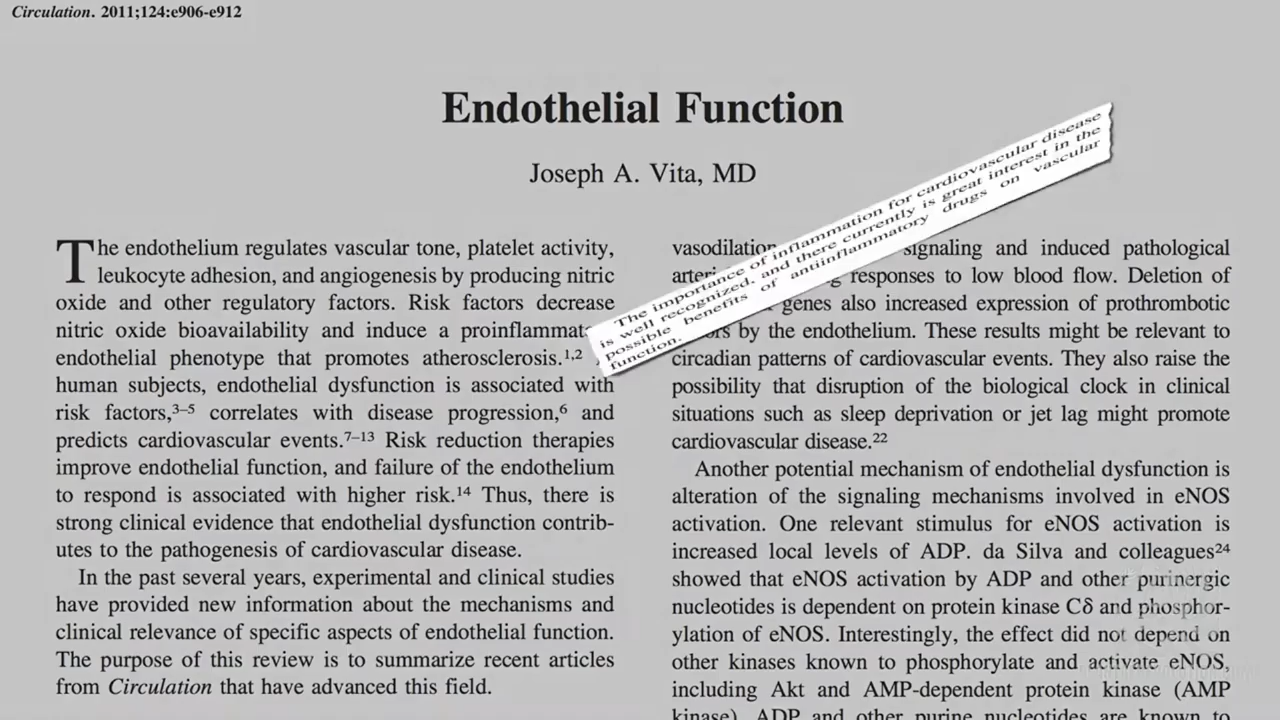 Circulation. 2011;124:e906-e912
Endothelial Function
Joseph A. Vita, MD
The endothelium regulates vascular tone, platelet activity,
leukocyte adhesion, and angiogenesis by producing nitric
oxide and other regulatory factors. Risk factors decrease
nitric oxide bioavailability and induce a proinflammat
endothelial phenotype that promotes atherosclerosis.1,2
human subjects, endothelial dysfunction is associated with
risk factors,3–5 correlates with disease progression,6 and
predicts cardiovascular events.7–13 Risk reduction therapies
improve endothelial function, and failure of the endothelium
to respond is associated with higher risk.14 Thus, there is
strong clinical evidence that endothelial dysfunction contrib-
utes to the pathogenesis of cardiovascular disease.
In the past several years, experimental and clinical studies
have provided new information about the mechanisms and
clinical relevance of specific aspects of endothelial function.
The purpose of this review is to summarize recent articles
from Circulation that have advanced this field.
The importance of inflammation for cardiovascular disease
is well recognized, and there currently is great interest in the
possible benefits of antiinflammatory drugs on vascular
function.
vasodilation signaling and induced pathological
arteri g responses to low blood flow. Deletion of
genes also increased expression of prothrombotic
ors by the endothelium. These results might be relevant to
circadian patterns of cardiovascular events. They also raise the
possibility that disruption of the biological clock in clinical
situations such as sleep deprivation or jet lag might promote
cardiovascular disease.22
Another potential mechanism of endothelial dysfunction is
alteration of the signaling mechanisms involved in eNOS
activation. One relevant stimulus for eNOS activation is
increased local levels of ADP. da Silva and colleagues24
showed that eNOS activation by ADP and other purinergic
nucleotides is dependent on protein kinase Cδ and phosphor-
ylation of eNOS. Interestingly, the effect did not depend on
other kinases known to phosphorylate and activate eNOS,
including Akt and AMP-dependent protein kinase (AMP
kinase). ADP and other purine nucleotides are known to